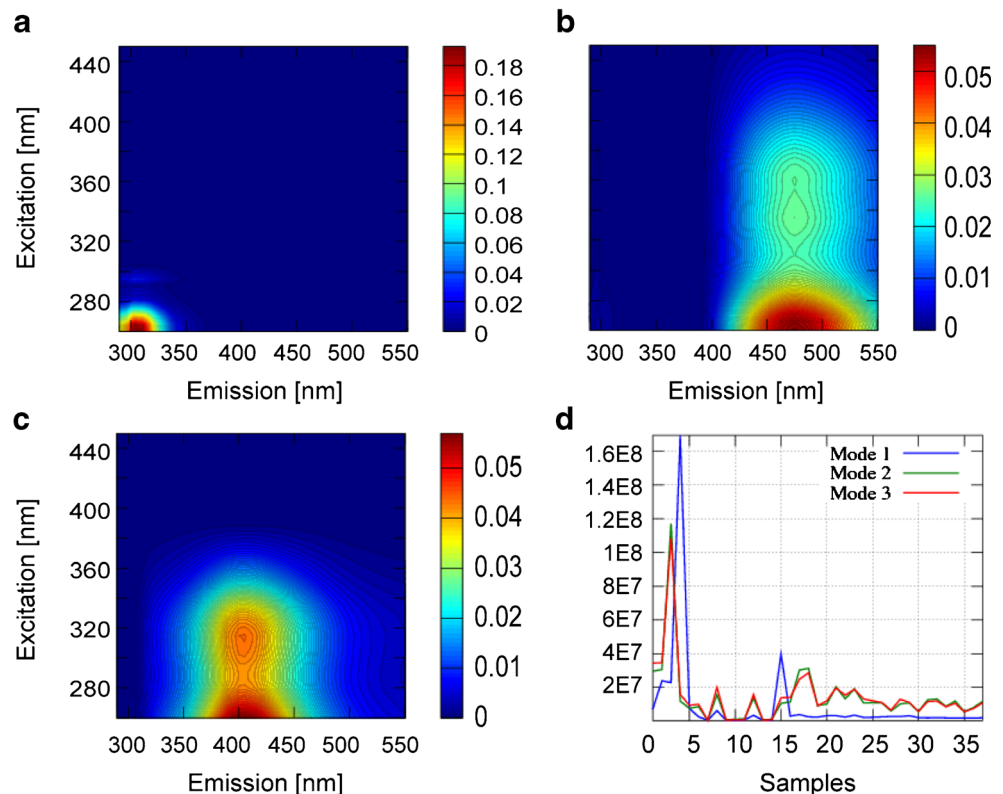 a
Excitation [nm]
440
400
360
320
280
300 350 400 450 500 550
Emission [nm]
0.18
0.16
0.14
0.12
0.1
0.08
0.06
0.04
0.02
0
b
300 350 400 450 500 550
Emission [nm]
0.05
0.04
0.03
0.02
0.01
0
c
Excitation [nm]
440
400
360
320
280
300 350 400 450 500 550
Emission [nm]
0.05
0.04
0.03
0.02
0.01
0
d
1.6E8
1.4E8
1.2E8
1E8
8E7
6E7
4E7
2E7
Mode 1
Mode 2
Mode 3
0 5 10 15 20 25 30 35
Samples